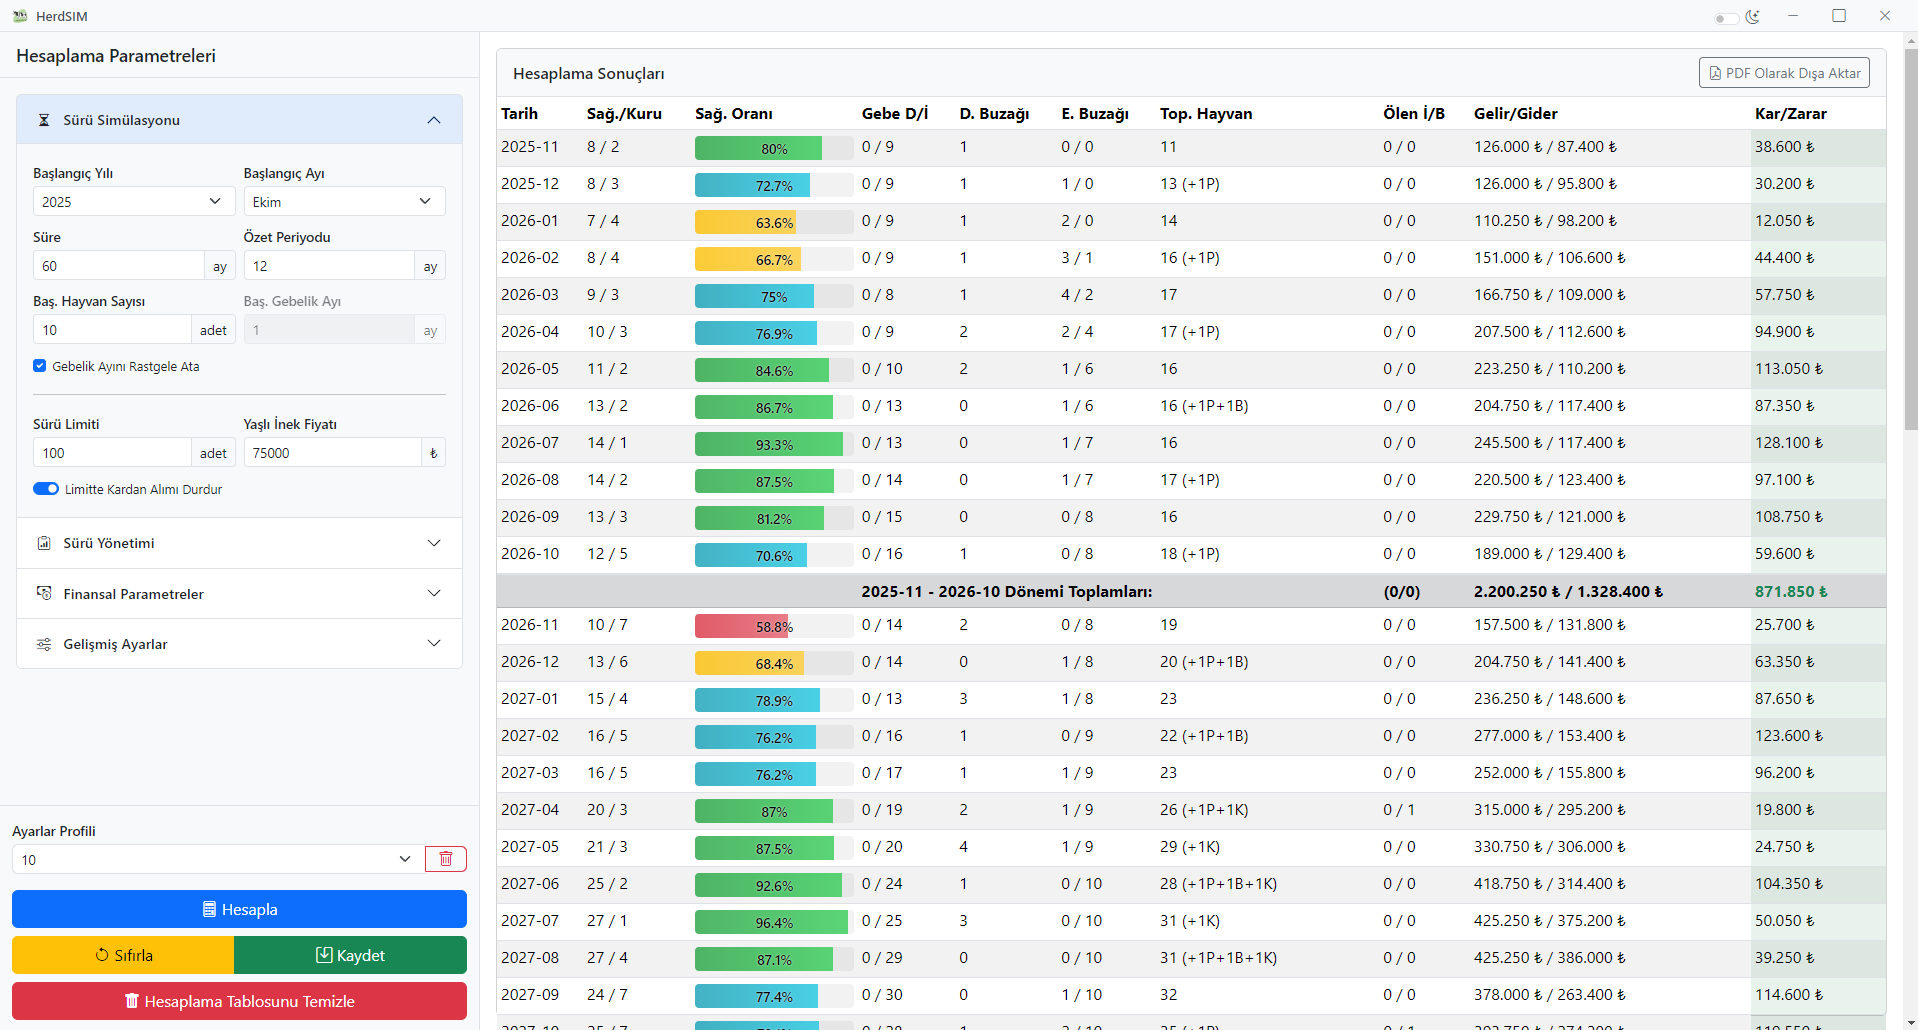 HerdSIM
Hesaplama Parametreleri
Sürü Simülasyonu
Başlangıç Yılı Başlangıç Ayı
2025 Ekim
Süre Özet Periyodu
60 ay 12 ay
Baş. Hayvan Sayısı Baş. Gebelik Ayı
10 adet 1 ay
Gebelik Ayını Rastgele Ata
Sürü Limiti Yaşlı İnek Fiyatı
100 adet 75000 ₺
Limitte Kardan Alımı Durdur
Sürü Yönetimi
Finansal Parametreler
Gelişmiş Ayarlar
Ayarlar Profili
10
Hesapla
Sıfırla Kaydet
Hesaplama Tablosunu Temizle
Hesaplama Sonuçları PDF Olarak Dışa Aktar
Tarih Sağ./Kuru Sağ. Oranı Gebe D/İ D. Buzağı E. Buzağı Top. Hayvan Ölen İ/B Gelir/Gider Kar/Zarar
2025-11 8 / 2 80% 0 / 9 1 0 / 0 11 0 / 0 126.000 ₺ / 87.400 ₺ 38.600 ₺
2025-12 8 / 3 72.7% 0 / 9 1 1 / 0 13 (+1P) 0 / 0 126.000 ₺ / 95.800 ₺ 30.200 ₺
2026-01 7 / 4 63.6% 0 / 9 1 2 / 0 14 0 / 0 110.250 ₺ / 98.200 ₺ 12.050 ₺
2026-02 8 / 4 66.7% 0 / 9 1 3 / 1 16 (+1P) 0 / 0 151.000 ₺ / 106.600 ₺ 44.400 ₺
2026-03 9 / 3 75% 0 / 8 1 4 / 2 17 0 / 0 166.750 ₺ / 109.000 ₺ 57.750 ₺
2026-04 10 / 3 76.9% 0 / 9 2 2 / 4 17 (+1P) 0 / 0 207.500 ₺ / 112.600 ₺ 94.900 ₺
2026-05 11 / 2 84.6% 0 / 10 2 1 / 6 16 0 / 0 223.250 ₺ / 110.200 ₺ 113.050 ₺
2026-06 13 / 2 86.7% 0 / 13 0 1 / 6 16 (+1P+1B) 0 / 0 204.750 ₺ / 117.400 ₺ 87.350 ₺
2026-07 14 / 1 93.3% 0 / 13 0 1 / 7 16 0 / 0 245.500 ₺ / 117.400 ₺ 128.100 ₺
2026-08 14 / 2 87.5% 0 / 14 0 1 / 7 17 (+1P) 0 / 0 220.500 ₺ / 123.400 ₺ 97.100 ₺
2026-09 13 / 3 81.2% 0 / 15 0 0 / 8 16 0 / 0 229.750 ₺ / 121.000 ₺ 108.750 ₺
2026-10 12 / 5 70.6% 0 / 16 1 0 / 8 18 (+1P) 0 / 0 189.000 ₺ / 129.400 ₺ 59.600 ₺
2025-11 - 2026-10 Dönemi Toplamları: (0/0) 2.200.250 ₺ / 1.328.400 ₺ 871.850 ₺
2026-11 10 / 7 58.8% 0 / 14 2 0 / 8 19 0 / 0 157.500 ₺ / 131.800 ₺ 25.700 ₺
2026-12 13 / 6 68.4% 0 / 14 0 1 / 8 20 (+1P+1B) 0 / 0 204.750 ₺ / 141.400 ₺ 63.350 ₺
2027-01 15 / 4 78.9% 0 / 13 3 1 / 8 23 0 / 0 236.250 ₺ / 148.600 ₺ 87.650 ₺
2027-02 16 / 5 76.2% 0 / 16 1 0 / 9 22 (+1P+1B) 0 / 0 277.000 ₺ / 153.400 ₺ 123.600 ₺
2027-03 16 / 5 76.2% 0 / 17 1 1 / 9 23 0 / 0 252.000 ₺ / 155.800 ₺ 96.200 ₺
2027-04 20 / 3 87% 0 / 19 2 1 / 9 26 (+1P+1K) 0 / 1 315.000 ₺ / 295.200 ₺ 19.800 ₺
2027-05 21 / 3 87.5% 0 / 20 4 1 / 9 29 (+1K) 0 / 0 330.750 ₺ / 306.000 ₺ 24.750 ₺
2027-06 25 / 2 92.6% 0 / 24 1 0 / 10 28 (+1P+1B+1K) 0 / 0 418.750 ₺ / 314.400 ₺ 104.350 ₺
2027-07 27 / 1 96.4% 0 / 25 3 0 / 10 31 (+1K) 0 / 0 425.250 ₺ / 375.200 ₺ 50.050 ₺
2027-08 27 / 4 87.1% 0 / 29 0 0 / 10 31 (+1P+1B+1K) 0 / 0 425.250 ₺ / 386.000 ₺ 39.250 ₺
2027-09 24 / 7 77.4% 0 / 30 0 1 / 10 32 0 / 0 378.000 ₺ / 263.400 ₺ 114.600 ₺